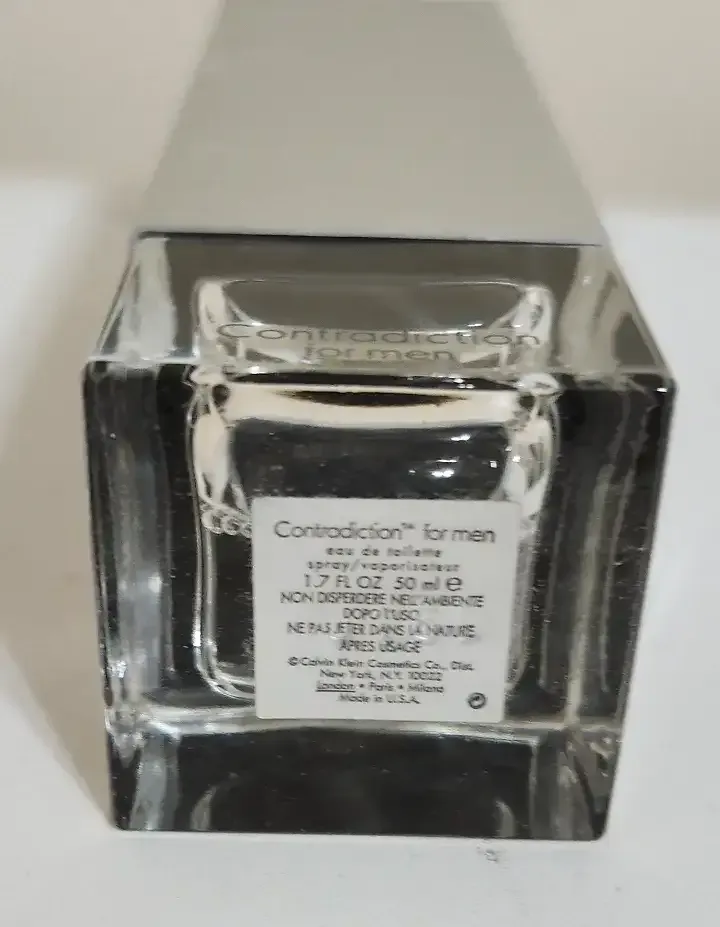 Contradiction
for men
Contradiction™ for men
eau de toilette
spray/vaporisateur
1.7 FL OZ 50 ml ℮
NON DISPERDERE NELL'AMBIENTE
DOPO L'USO
NE PAS JETER DANS LA NATURE
APRES USAGE
©Calvin Klein Cosmetics Co., Dist.
New York, N.Y. 10022
London • Paris • Milano
Made in U.S.A.